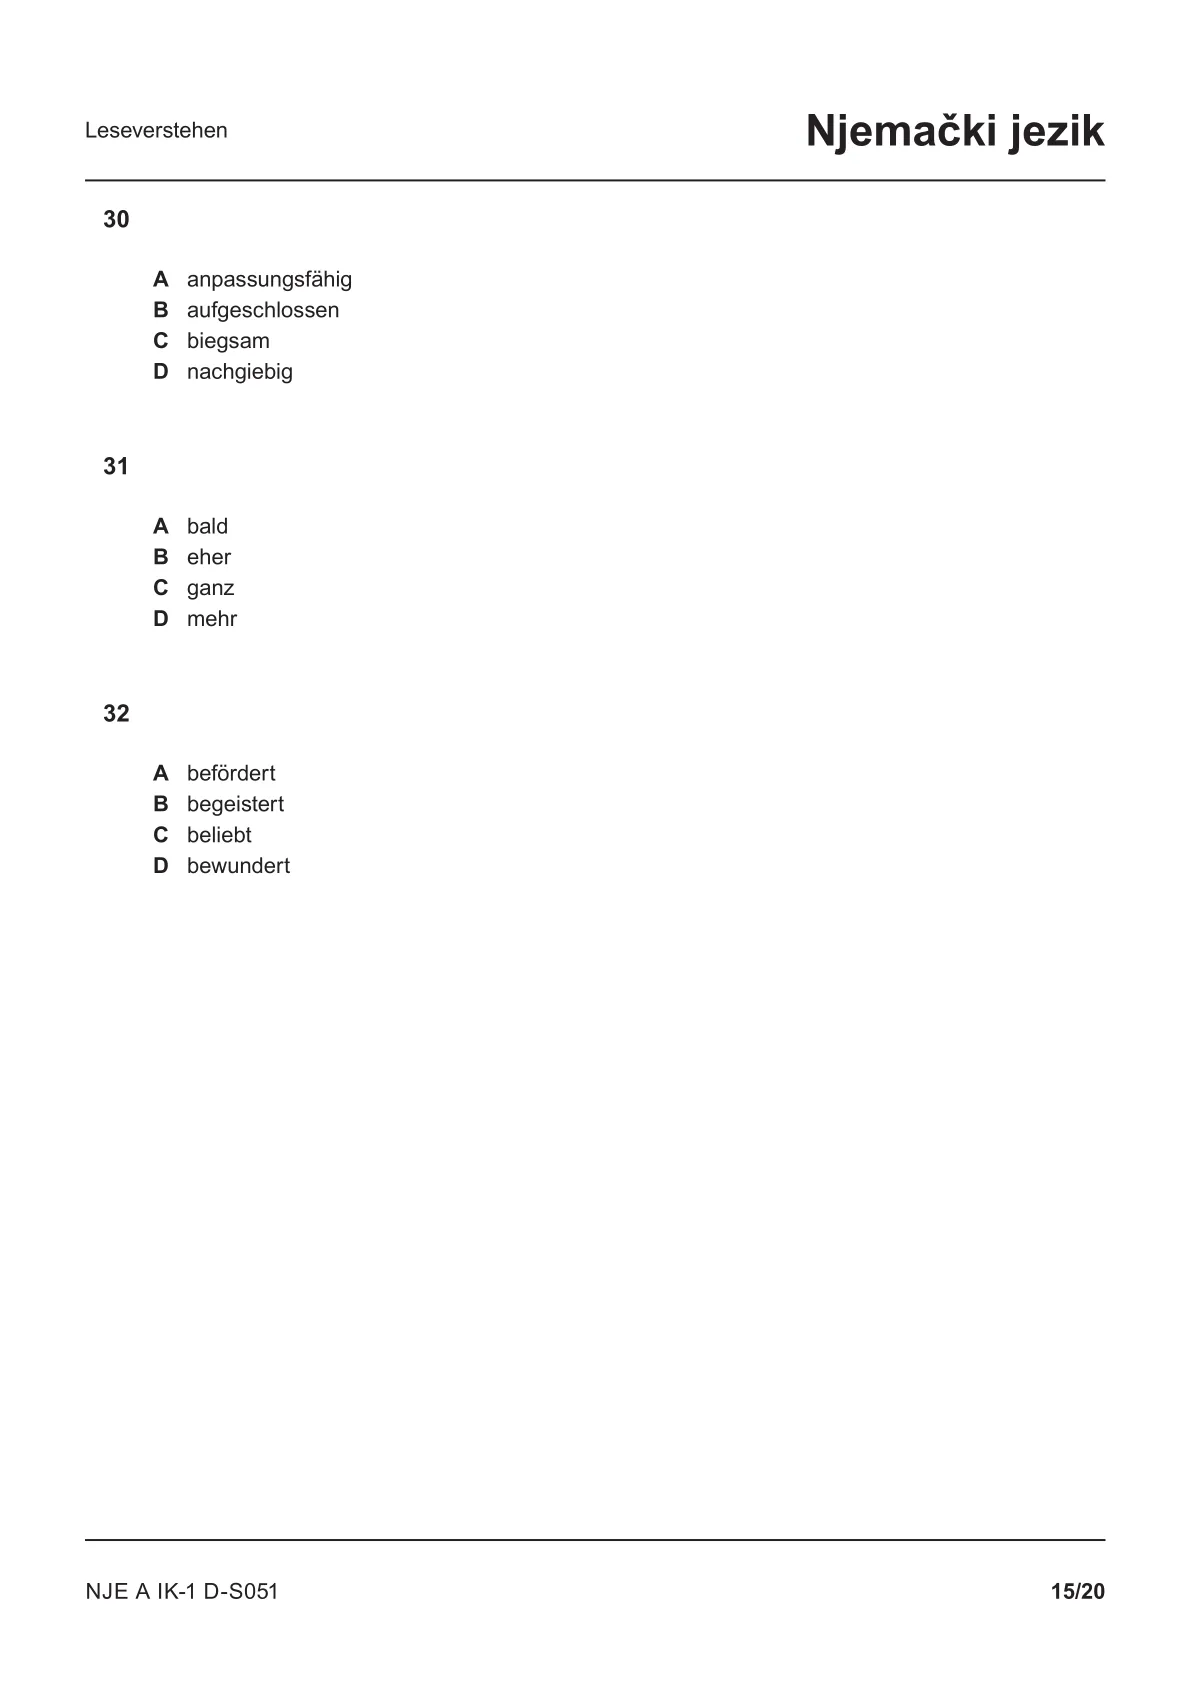 Leseverstehen
Njemački jezik
30
A anpassungsfähig
B aufgeschlossen
C biegsam
D nachgiebig
31
A bald
B eher
C ganz
D mehr
32
A befördert
B begeistert
C beliebt
D bewundert
NJE A IK-1 D-S051
15/20